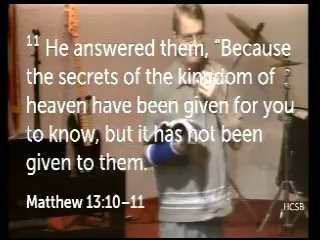 11 He answered them, “Because
the secrets of the kingdom of
heaven have been given for you
to know, but it has not been
given to them.
Matthew 13:10–11
HCSB